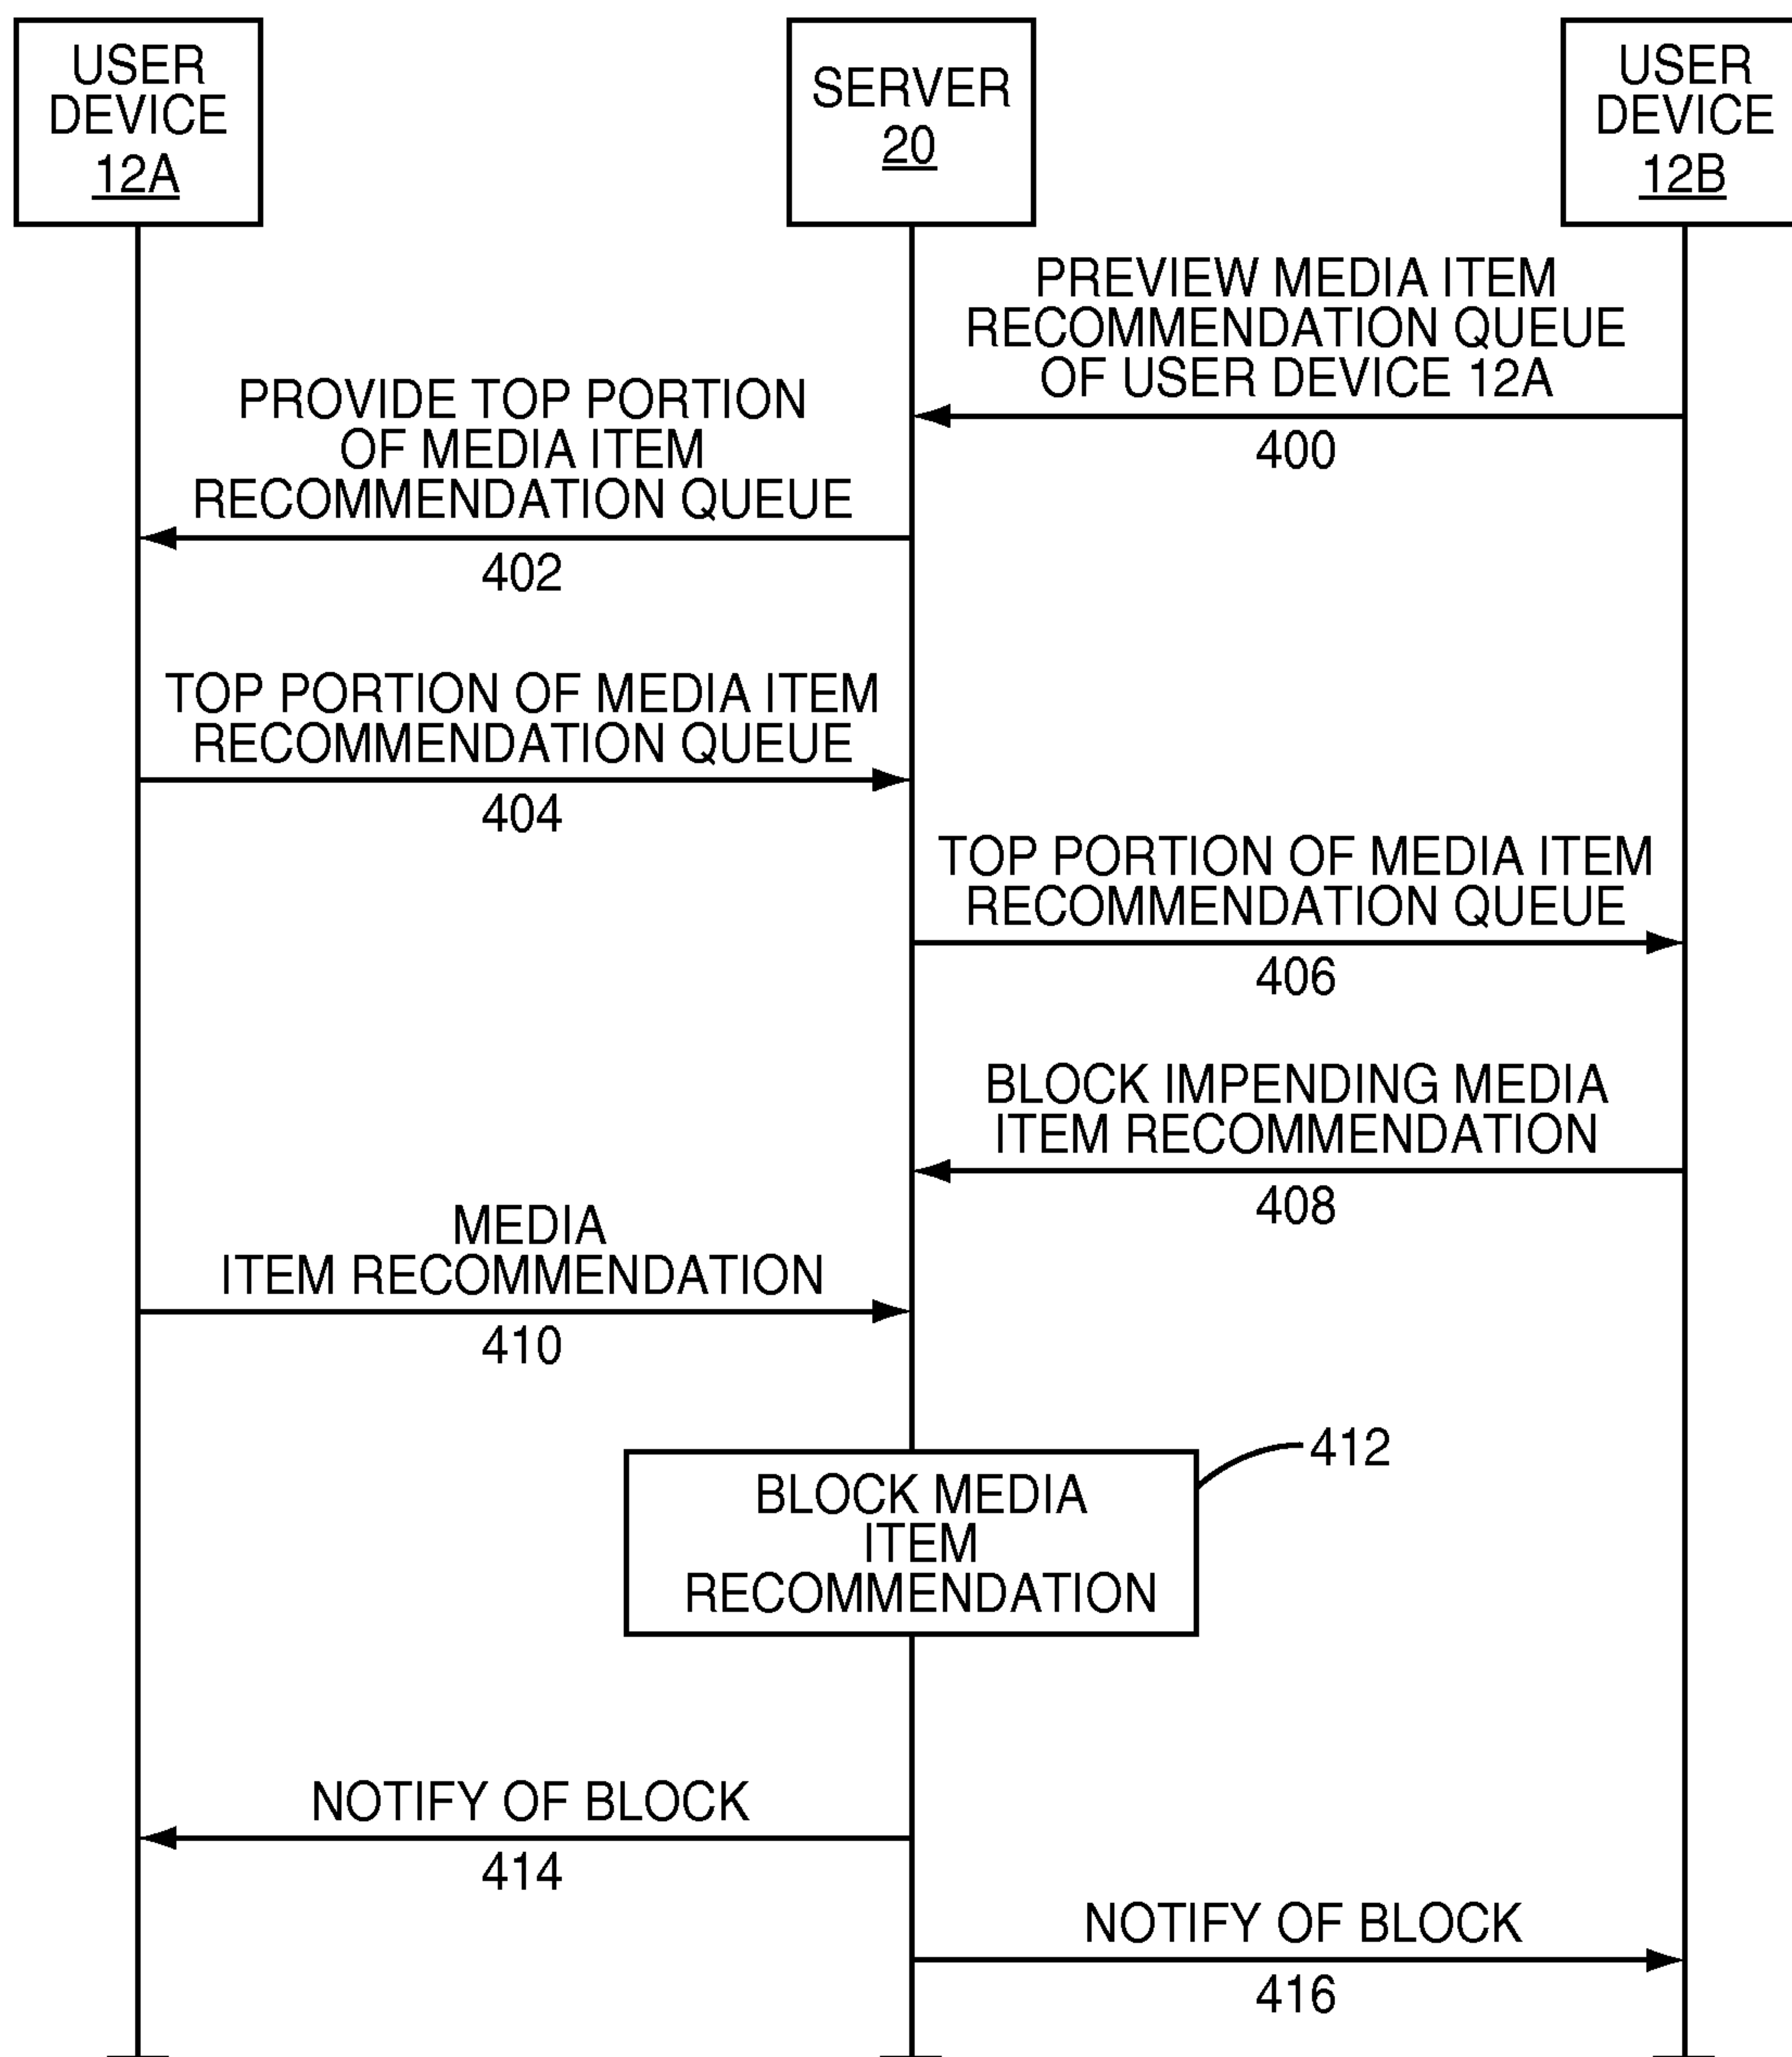 USER
DEVICE
12A
SERVER
20
USER
DEVICE
12B
PREVIEW MEDIA ITEM
RECOMMENDATION QUEUE
OF USER DEVICE 12A
400
PROVIDE TOP PORTION
OF MEDIA ITEM
RECOMMENDATION QUEUE
402
TOP PORTION OF MEDIA ITEM
RECOMMENDATION QUEUE
404
TOP PORTION OF MEDIA ITEM
RECOMMENDATION QUEUE
406
BLOCK IMPENDING MEDIA
ITEM RECOMMENDATION
408
MEDIA
ITEM RECOMMENDATION
410
412
BLOCK MEDIA
ITEM
RECOMMENDATION
NOTIFY OF BLOCK
414
NOTIFY OF BLOCK
416